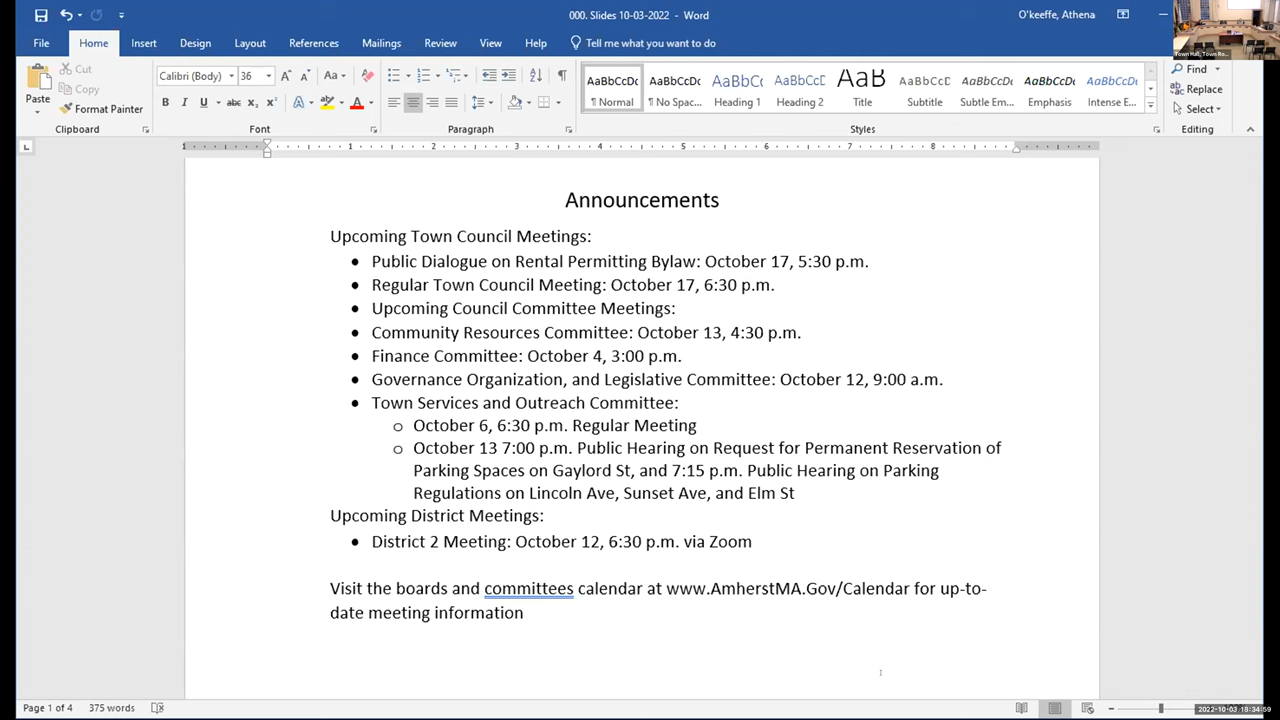 000. Slides 10-03-2022 - Word
O'keeffe, Athena
File Home Insert Design Layout References Mailings Review View Help Tell me what you want to do
Town Hall, Town Ro...
Paste
Cut
Copy
Format Painter
Clipboard
Calibri (Body) 36
Font
Paragraph
AaBbCcDc AaBbCcDc AaBbCc AaBbCcD AaB AaBbCcD AaBbCcDc AaBbCcDc AaBbCcDc
¶ Normal ¶ No Spac... Heading 1 Heading 2 Title Subtitle Subtle Em... Emphasis Intense E...
Styles
Find
Replace
Select
Editing
Announcements
Upcoming Town Council Meetings:
• Public Dialogue on Rental Permitting Bylaw: October 17, 5:30 p.m.
• Regular Town Council Meeting: October 17, 6:30 p.m.
• Upcoming Council Committee Meetings:
• Community Resources Committee: October 13, 4:30 p.m.
• Finance Committee: October 4, 3:00 p.m.
• Governance Organization, and Legislative Committee: October 12, 9:00 a.m.
• Town Services and Outreach Committee:
o October 6, 6:30 p.m. Regular Meeting
o October 13 7:00 p.m. Public Hearing on Request for Permanent Reservation of
Parking Spaces on Gaylord St, and 7:15 p.m. Public Hearing on Parking
Regulations on Lincoln Ave, Sunset Ave, and Elm St
Upcoming District Meetings:
• District 2 Meeting: October 12, 6:30 p.m. via Zoom
Visit the boards and committees calendar at www.AmherstMA.Gov/Calendar for up-to-
date meeting information
Page 1 of 4 375 words
2022-10-03 18:34:59